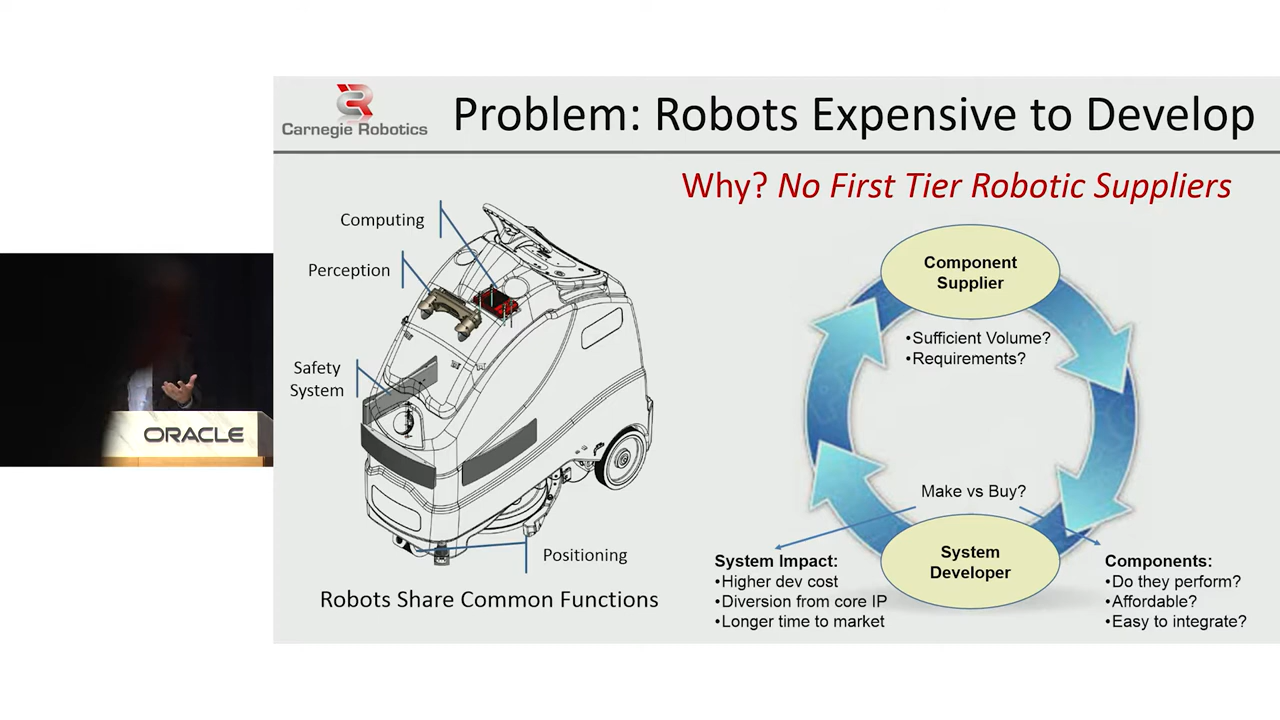 Carnegie Robotics
Problem: Robots Expensive to Develop
Why? No First Tier Robotic Suppliers
Computing
Perception
Safety
System
Positioning
Robots Share Common Functions
Component
Supplier
•Sufficient Volume?
•Requirements?
Make vs Buy?
System
Developer
System Impact:
•Higher dev cost
•Diversion from core IP
•Longer time to market
Components:
•Do they perform?
•Affordable?
•Easy to integrate?
ORACLE